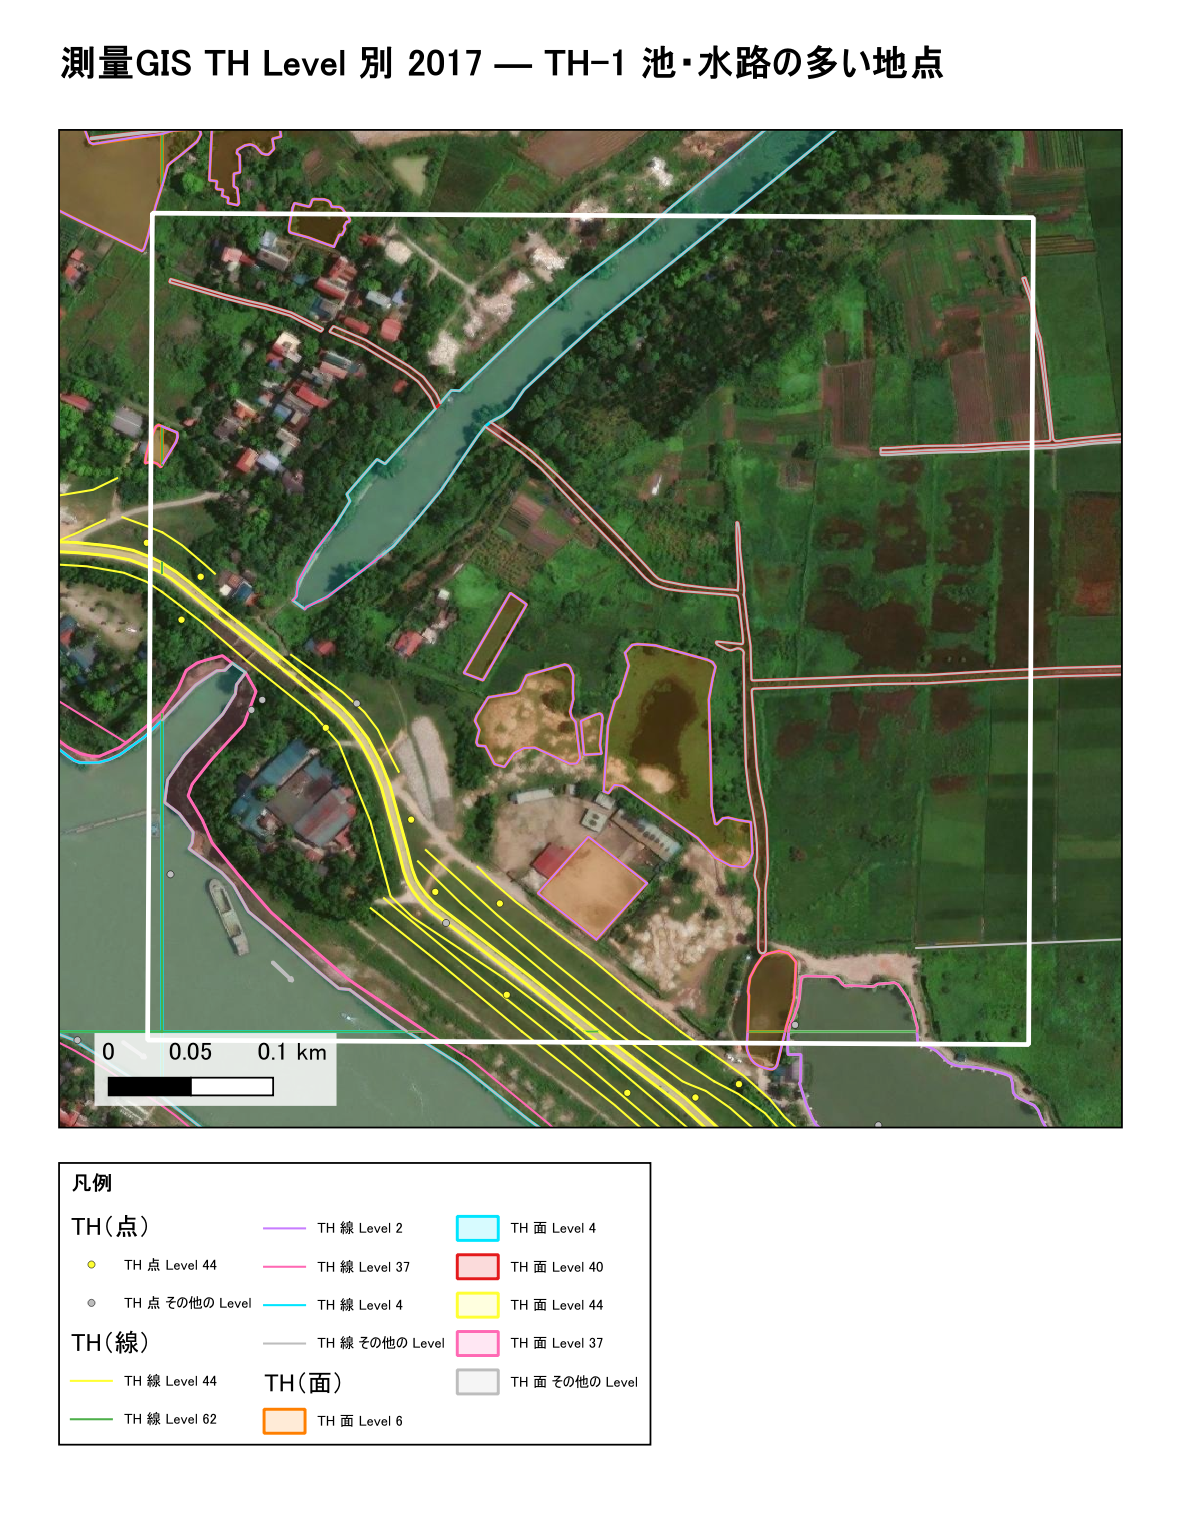 測量GIS TH Level 別 2017 — TH-1 池・水路の多い地点
0 0.05 0.1 km
凡例
TH（点）
TH 点 Level 44
TH 点 その他の Level
TH（線）
TH 線 Level 44
TH 線 Level 62
TH 線 Level 2
TH 線 Level 37
TH 線 Level 4
TH 線 その他の Level
TH（面）
TH 面 Level 6
TH 面 Level 4
TH 面 Level 40
TH 面 Level 44
TH 面 Level 37
TH 面 その他の Level